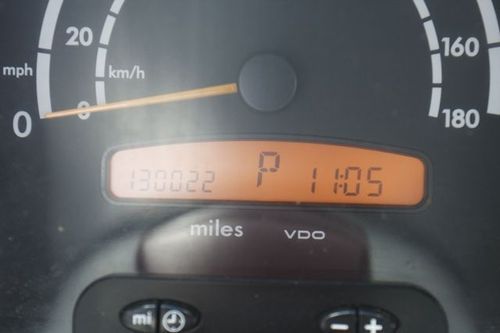 20
160
mph
km/h
0
0
180
130022 P 11:05
miles VDO
mi - +